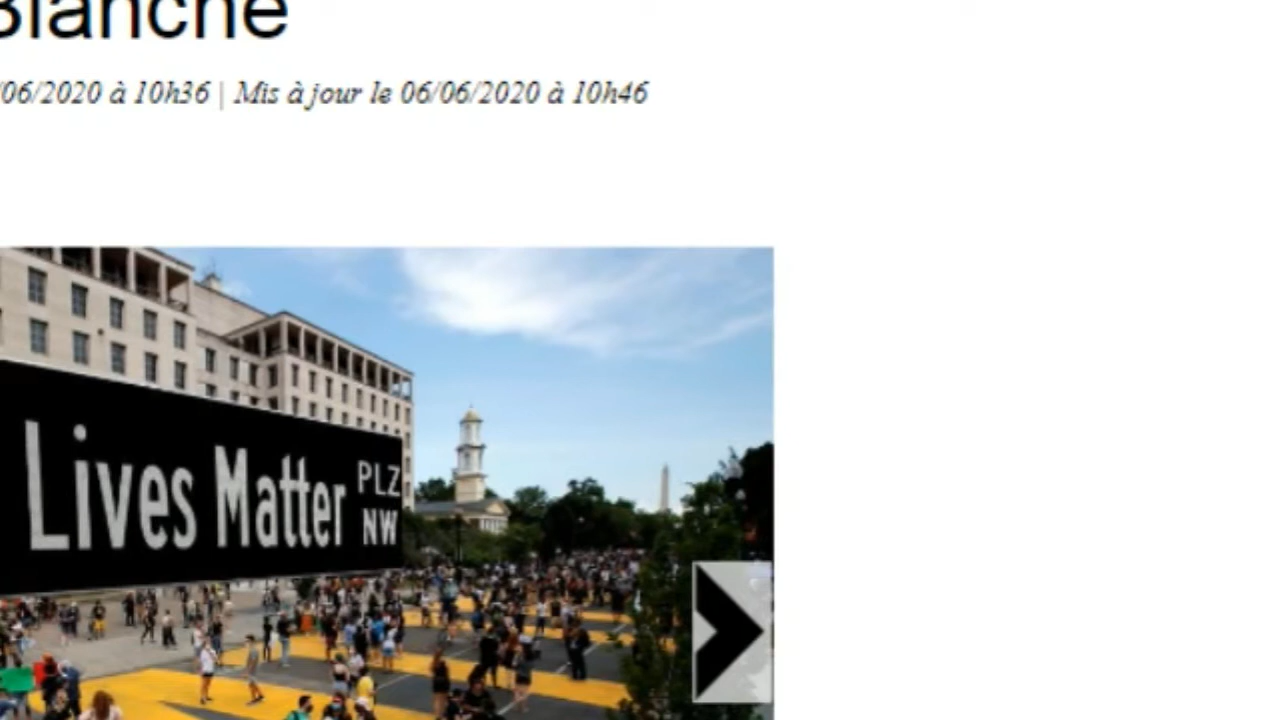 Blanche
/06/2020 à 10h36 | Mis à jour le 06/06/2020 à 10h46
Lives Matter PLZ
NW